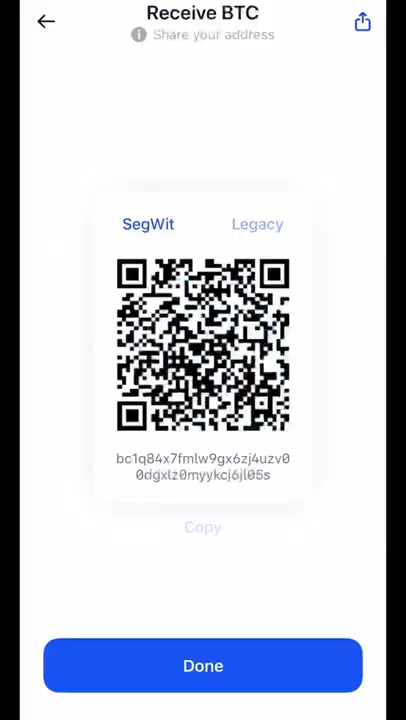 Receive BTC
Share your address
SegWit
Legacy
bc1q84x7fmlw9gx6zj4uzv0
Copy
Done